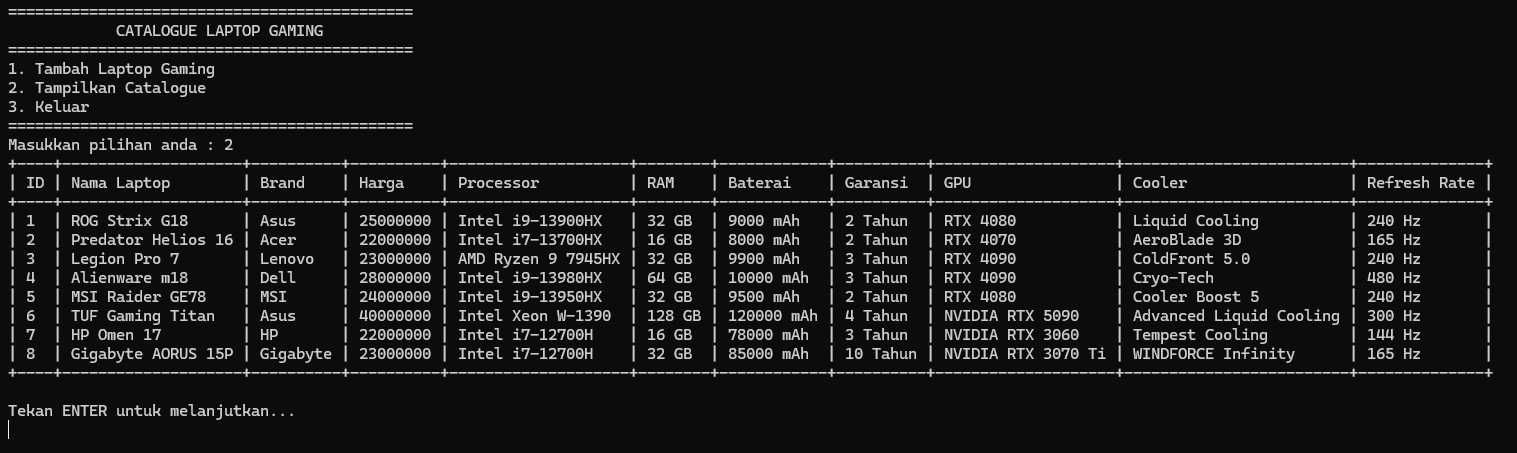 =============================================
            CATALOGUE LAPTOP GAMING
=============================================
1. Tambah Laptop Gaming
2. Tampilkan Catalogue
3. Keluar
=============================================
Masukkan pilihan anda : 2
+----+--------------------+----------+----------+--------------------+--------+------------+----------+--------------------+-------------------------+--------------+
| ID | Nama Laptop        | Brand    | Harga    | Processor          | RAM    | Baterai    | Garansi  | GPU                | Cooler                  | Refresh Rate |
+----+--------------------+----------+----------+--------------------+--------+------------+----------+--------------------+-------------------------+--------------+
| 1  | ROG Strix G18      | Asus     | 25000000 | Intel i9-13900HX   | 32 GB  | 9000 mAh   | 2 Tahun  | RTX 4080           | Liquid Cooling          | 240 Hz       |
| 2  | Predator Helios 16 | Acer     | 22000000 | Intel i7-13700HX   | 16 GB  | 8000 mAh   | 2 Tahun  | RTX 4070           | AeroBlade 3D            | 165 Hz       |
| 3  | Legion Pro 7       | Lenovo   | 23000000 | AMD Ryzen 9 7945HX | 32 GB  | 9900 mAh   | 3 Tahun  | RTX 4090           | ColdFront 5.0           | 240 Hz       |
| 4  | Alienware m18      | Dell     | 28000000 | Intel i9-13980HX   | 64 GB  | 10000 mAh  | 3 Tahun  | RTX 4090           | Cryo-Tech               | 480 Hz       |
| 5  | MSI Raider GE78    | MSI      | 24000000 | Intel i9-13950HX   | 32 GB  | 9500 mAh   | 2 Tahun  | RTX 4080           | Cooler Boost 5          | 240 Hz       |
| 6  | TUF Gaming Titan   | Asus     | 40000000 | Intel Xeon W-1390  | 128 GB | 120000 mAh | 4 Tahun  | NVIDIA RTX 5090    | Advanced Liquid Cooling | 300 Hz       |
| 7  | HP Omen 17         | HP       | 22000000 | Intel i7-12700H    | 16 GB  | 78000 mAh  | 3 Tahun  | NVIDIA RTX 3060    | Tempest Cooling         | 144 Hz       |
| 8  | Gigabyte AORUS 15P | Gigabyte | 23000000 | Intel i7-12700H    | 32 GB  | 85000 mAh  | 10 Tahun | NVIDIA RTX 3070 Ti | WINDFORCE Infinity      | 165 Hz       |
+----+--------------------+----------+----------+--------------------+--------+------------+----------+--------------------+-------------------------+--------------+
Tekan ENTER untuk melanjutkan...